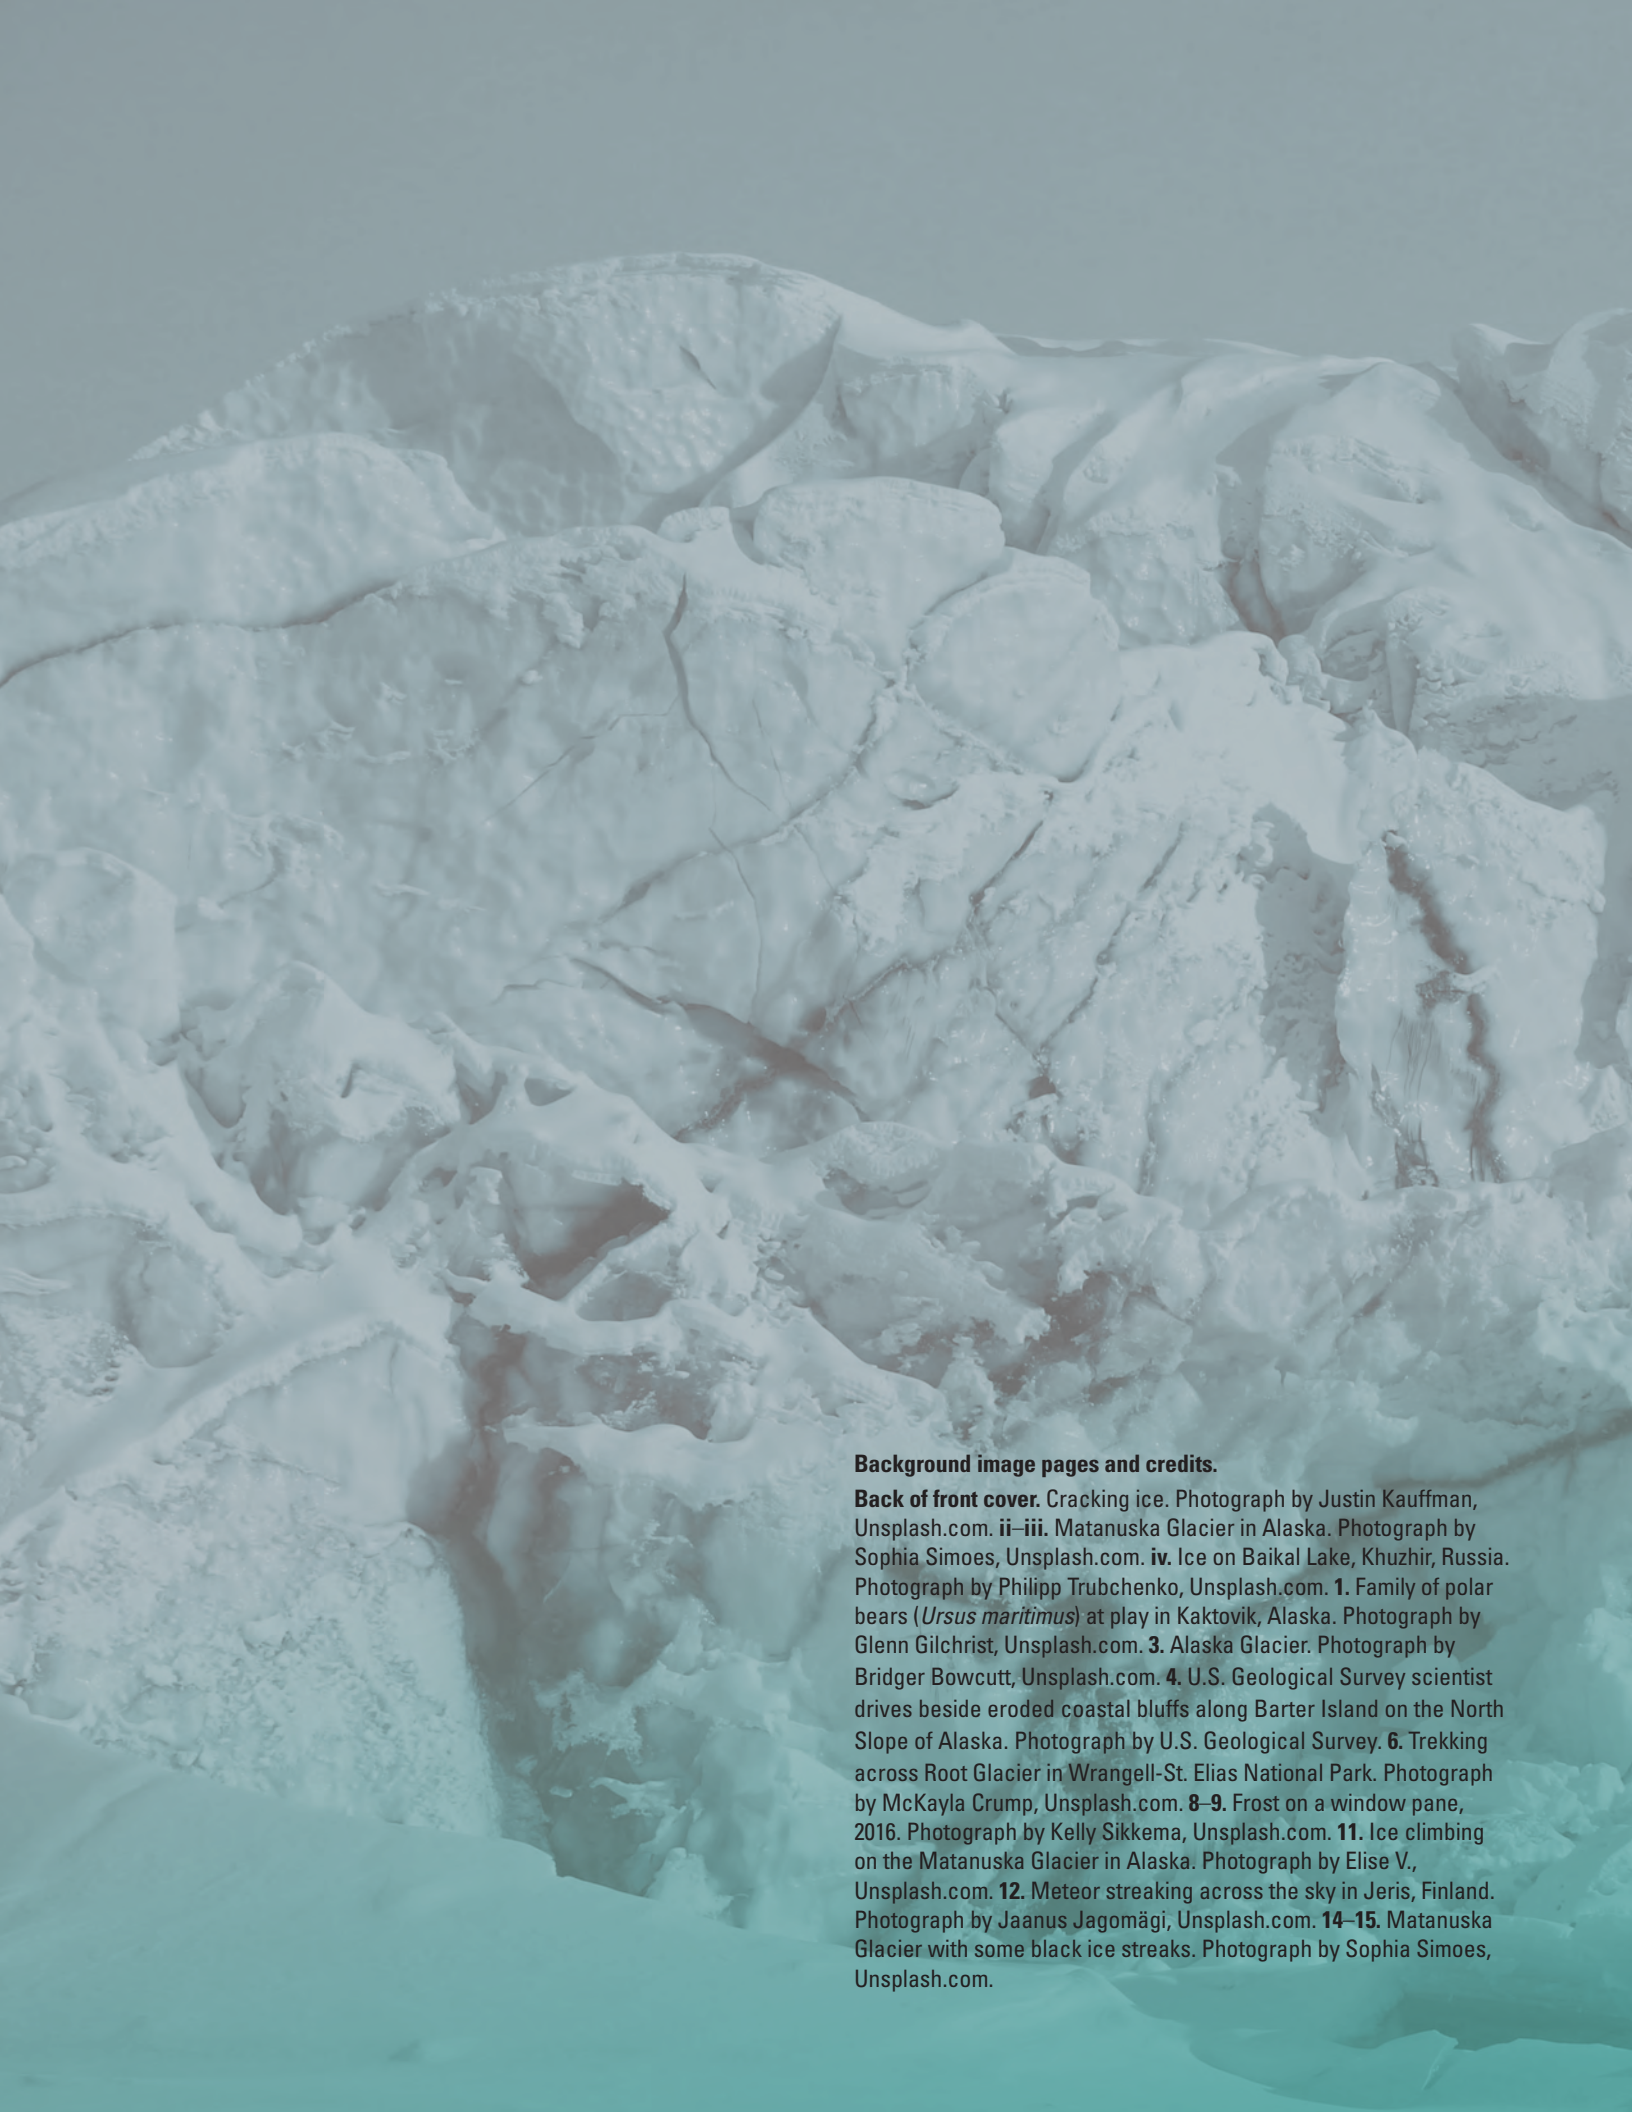 Background image pages and credits.
Back of front cover. Cracking ice. Photograph by Justin Kauffman,
Unsplash.com. ii–iii. Matanuska Glacier in Alaska. Photograph by
Sophia Simoes, Unsplash.com. iv. Ice on Baikal Lake, Khuzhir, Russia.
Photograph by Philipp Trubchenko, Unsplash.com. 1. Family of polar
bears (Ursus maritimus) at play in Kaktovik, Alaska. Photograph by
Glenn Gilchrist, Unsplash.com. 3. Alaska Glacier. Photograph by
Bridger Bowcutt, Unsplash.com. 4. U.S. Geological Survey scientist
drives beside eroded coastal bluffs along Barter Island on the North
Slope of Alaska. Photograph by U.S. Geological Survey. 6. Trekking
across Root Glacier in Wrangell-St. Elias National Park. Photograph
by McKayla Crump, Unsplash.com. 8–9. Frost on a window pane,
2016. Photograph by Kelly Sikkema, Unsplash.com. 11. Ice climbing
on the Matanuska Glacier in Alaska. Photograph by Elise V.,
Unsplash.com. 12. Meteor streaking across the sky in Jeris, Finland.
Photograph by Jaanus Jagomägi, Unsplash.com. 14–15. Matanuska
Glacier with some black ice streaks. Photograph by Sophia Simoes,
Unsplash.com.